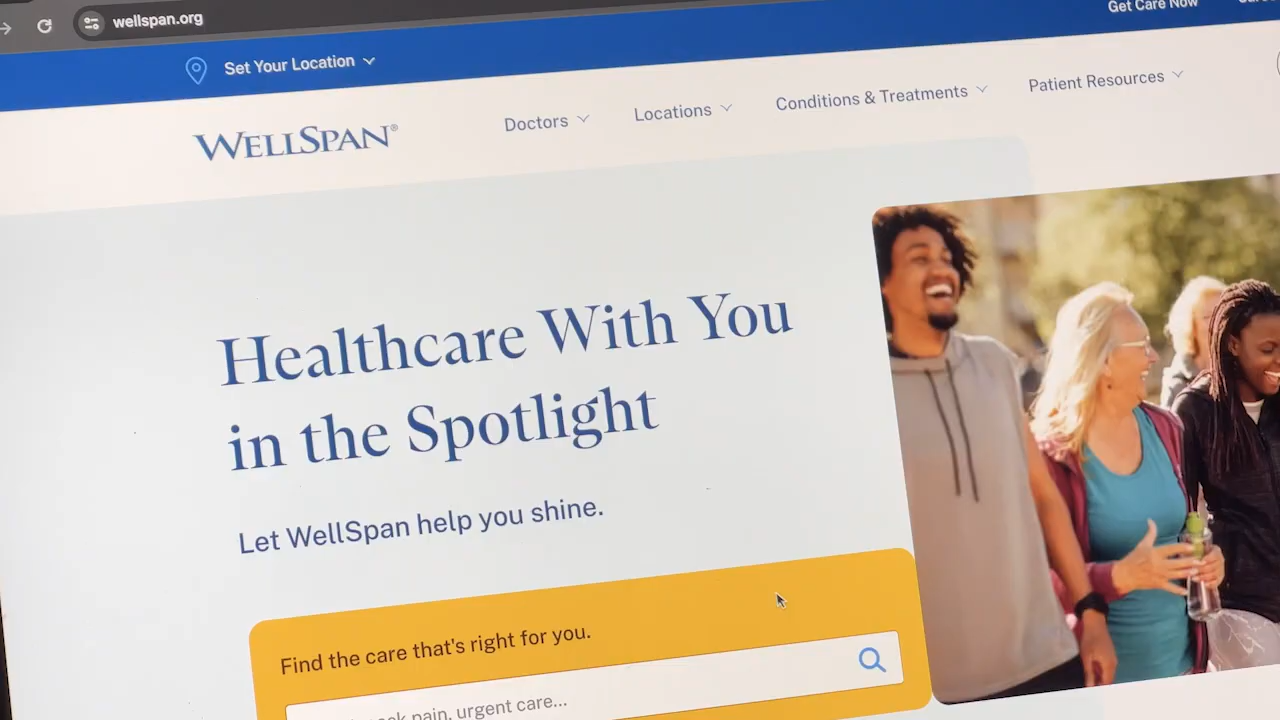 wellspan.org
Get Care Now
Set Your Location
WELLSPAN®
Doctors
Locations
Conditions & Treatments
Patient Resources
Healthcare With You
in the Spotlight
Let WellSpan help you shine.
Find the care that's right for you.
pain, urgent care...